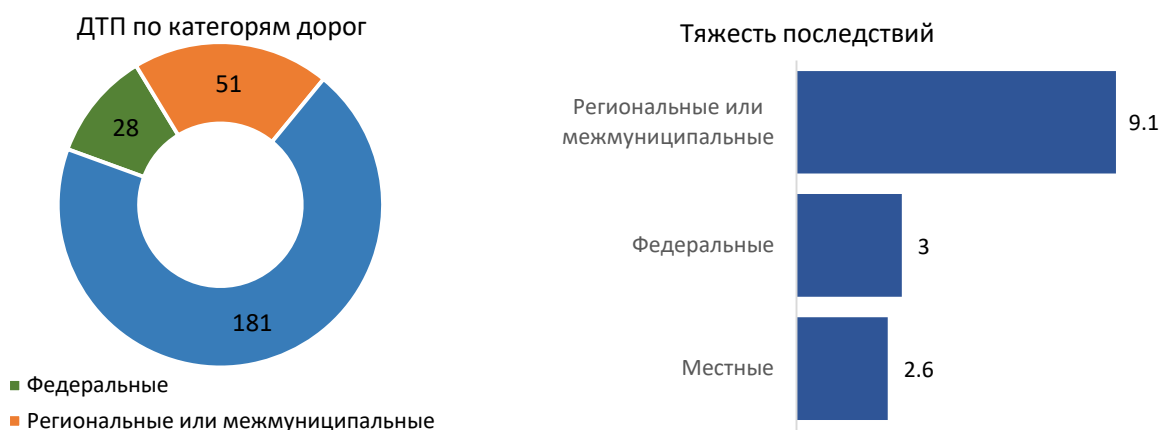 ДТП по категорям дорог
51
28
181
Федеральные
Региональные или межмуниципальные
Тяжесть последствий
Региональные или
межмуниципальные
9.1
Федеральные
3
Местные
2.6